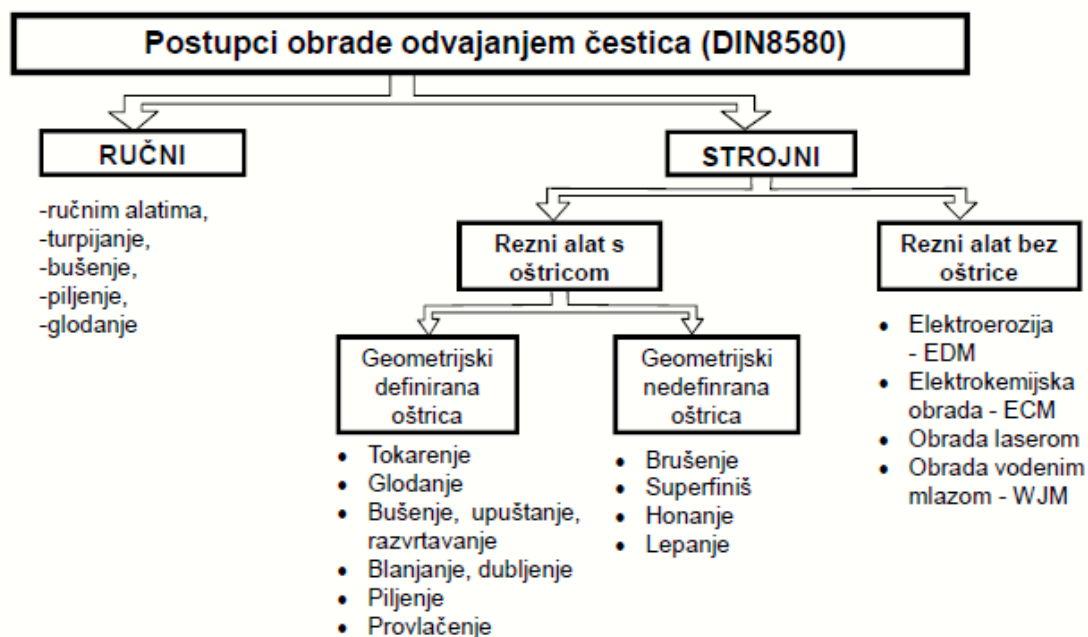 Postupci obrade odvajanjem čestica (DIN8580)
RUČNI
-ručnim alatima,
-turpijanje,
-bušenje,
-piljenje,
-glodanje
STROJNI
Rezni alat s
oštricom
Rezni alat bez
oštrice
Geometrijski
definirana
oštrica
• Tokarenje
• Glodanje
• Bušenje, upuštanje,
razvrtavanje
• Blanjanje, dubljenje
• Piljenje
• Provlačenje
Geometrijski
nedefinrana
oštrica
• Brušenje
• Superfiniš
• Honanje
• Lepanje
• Elektroerozija
- EDM
• Elektrokemijska
obrada - ECM
• Obrada laserom
• Obrada vodenim
mlazom - WJM